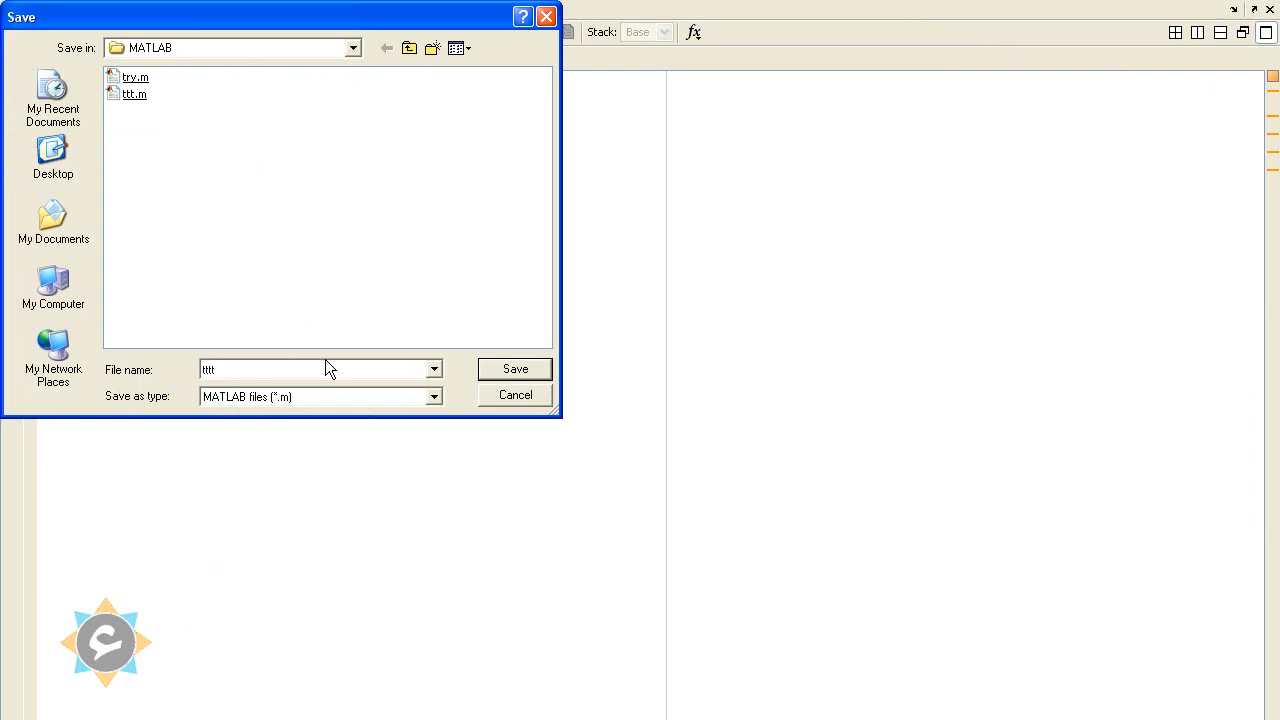 Save
Save in: MATLAB
Stack: Base fx
try.m
ttt.m
My Recent
Documents
Desktop
My Documents
My Computer
My Network
Places
File name: tttt Save
Save as type: MATLAB files (*.m) Cancel